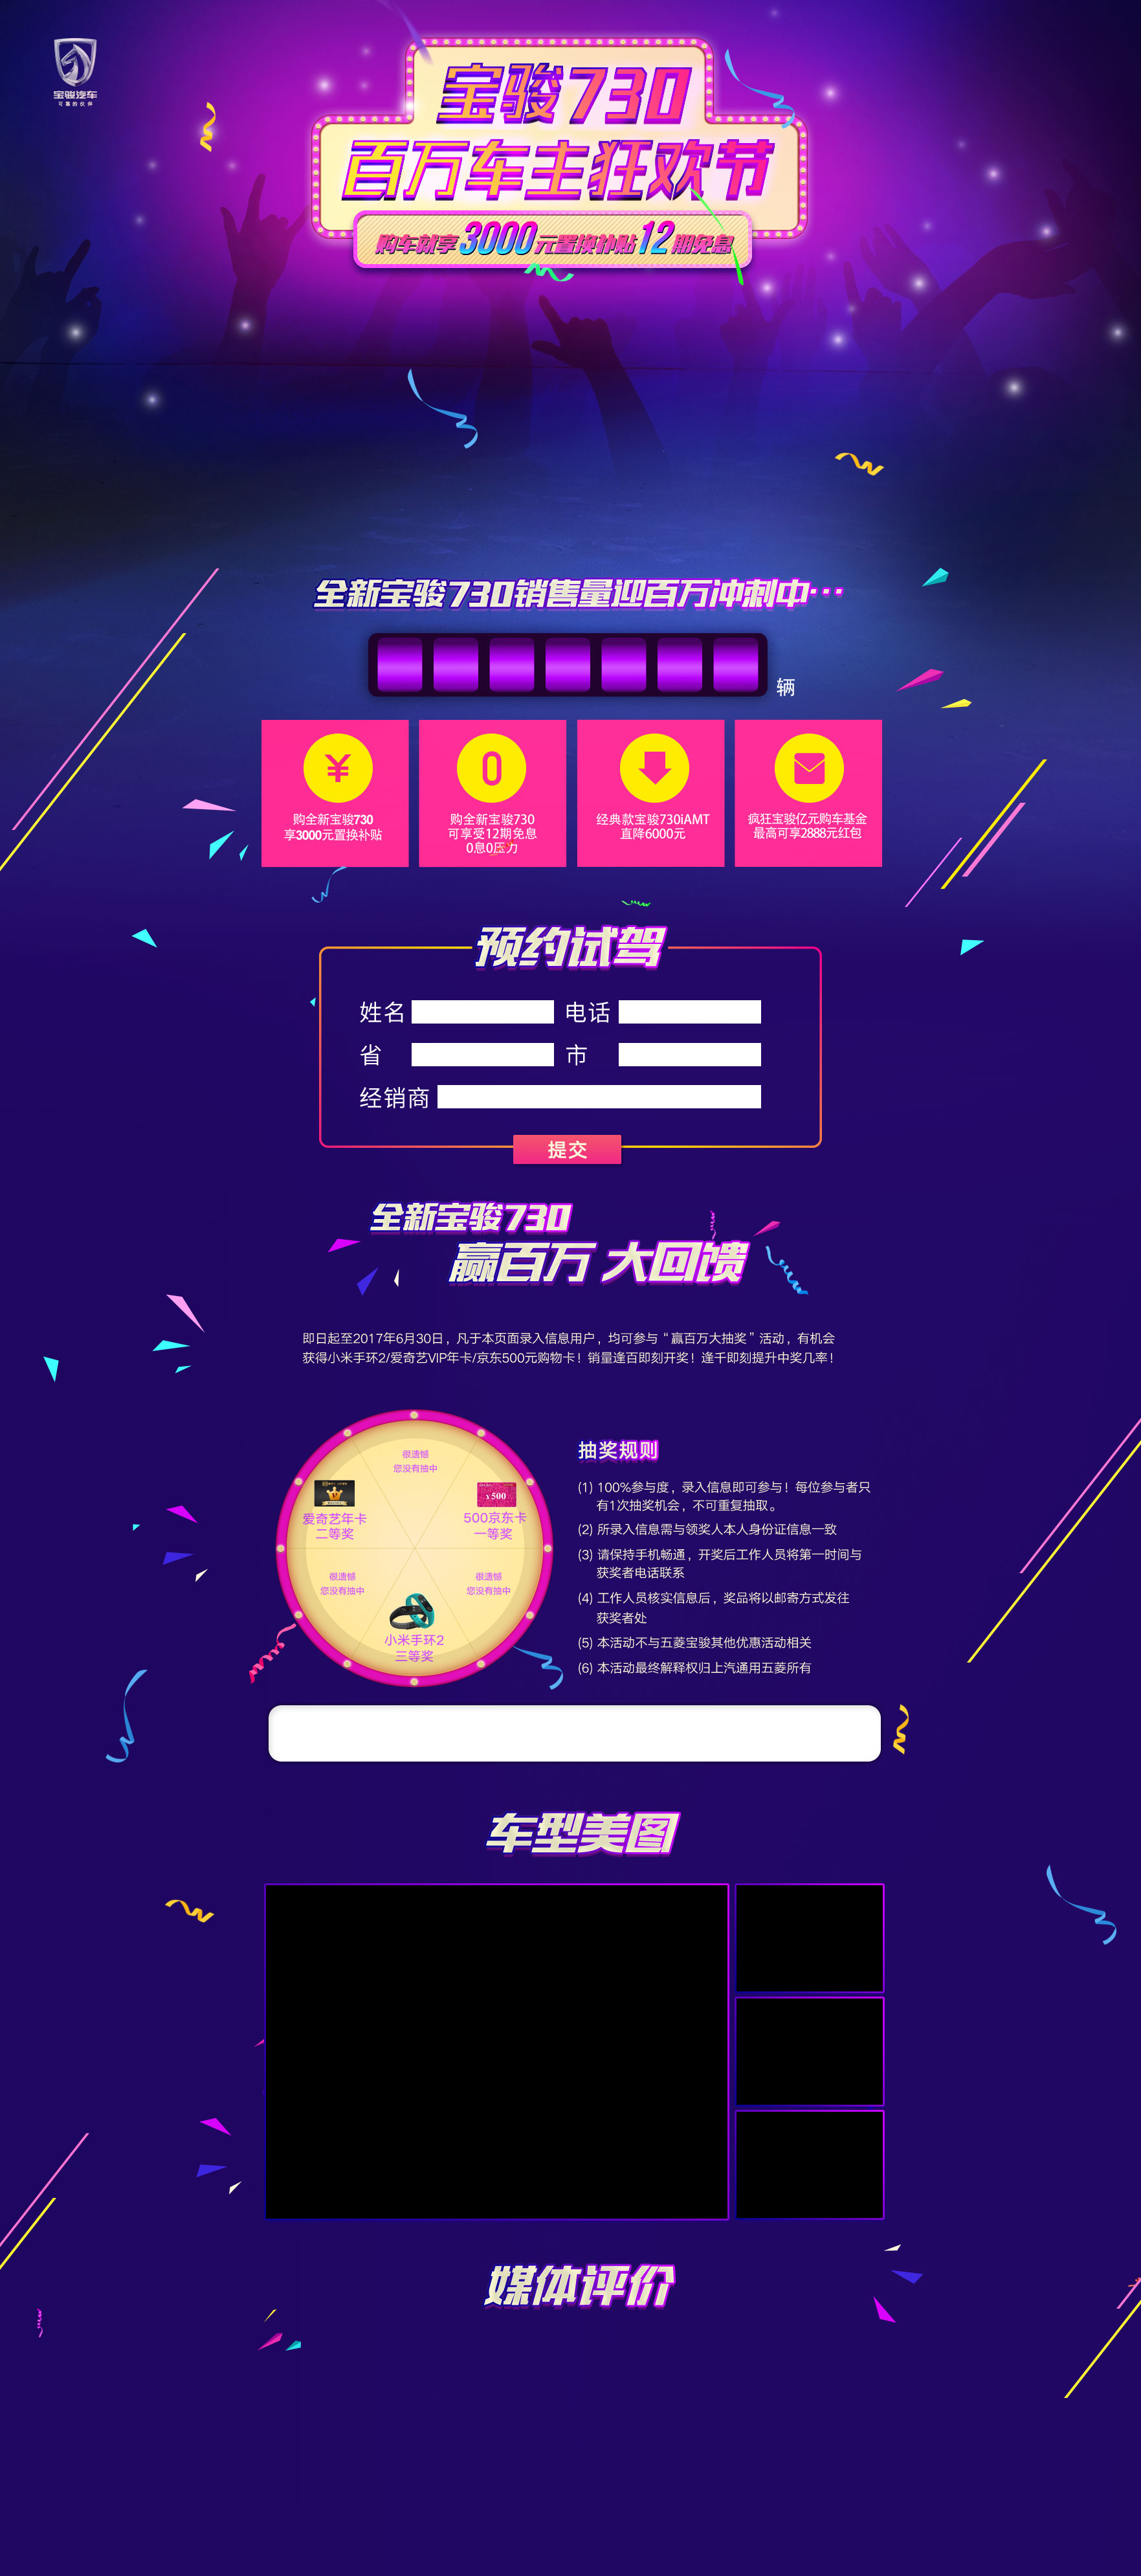 宝骏汽车
可靠的伙伴
宝骏730
百万车主狂欢节
购车就享3000元置换补贴12期免息
全新宝骏730销售量迎百万冲刺中…
辆
¥
购全新宝骏730
享3000元置换补贴
0
购全新宝骏730
可享受12期免息
0息0压力
经典款宝骏730iAMT
直降6000元
疯狂宝骏亿元购车基金
最高可享2888元红包
预约试驾
姓名
电话
省
市
经销商
提交
全新宝骏730
赢百万 大回馈
即日起至2017年6月30日，凡于本页面录入信息用户，均可参与“赢百万大抽奖”活动，有机会
获得小米手环2/爱奇艺VIP年卡/京东500元购物卡！销量逢百即刻开奖！逢千即刻提升中奖几率！
很遗憾
您没有抽中
爱奇艺年卡
二等奖
¥500
500京东卡
一等奖
很遗憾
您没有抽中
很遗憾
您没有抽中
小米手环2
三等奖
抽奖规则
(1) 100%参与度，录入信息即可参与！每位参与者只
有1次抽奖机会，不可重复抽取。
(2) 所录入信息需与领奖人本人身份证信息一致
(3) 请保持手机畅通，开奖后工作人员将第一时间与
获奖者电话联系
(4) 工作人员核实信息后，奖品将以邮寄方式发往
获奖者处
(5) 本活动不与五菱宝骏其他优惠活动相关
(6) 本活动最终解释权归上汽通用五菱所有
车型美图
媒体评价